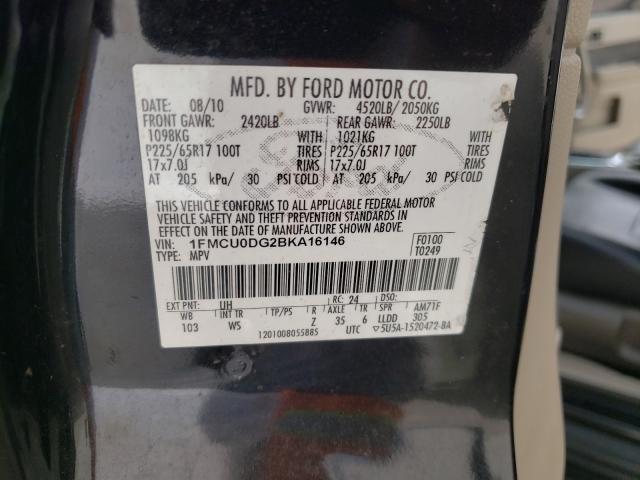 MFD. BY FORD MOTOR CO.
DATE: 08/10 GVWR: 4520LB/ 2050KG
FRONT GAWR: 2420LB REAR GAWR: 2250LB
1098KG WITH 1021KG WITH
P225/65R17 100T TIRES P225/65R17 100T TIRES
17x7.0J RIMS 17x7.0J RIMS
AT 205 kPa/ 30 PSI COLD AT 205 kPa/ 30 PSI COLD
THIS VEHICLE CONFORMS TO ALL APPLICABLE FEDERAL MOTOR
VEHICLE SAFETY AND THEFT PREVENTION STANDARDS IN
EFFECT ON THE DATE OF MANUFACTURE SHOWN ABOVE.
VIN: 1FMCU0DG2BKA16146 F0100
TYPE: MPV T0249
EXT PNT: UH RC: 24 DSO:
WB INT TR TP/PS R AXLE TR SPR AM71F
103 WS Z 35 6 LLDD 305
1201008055885 UTC ▽5U5A-1520472-BA